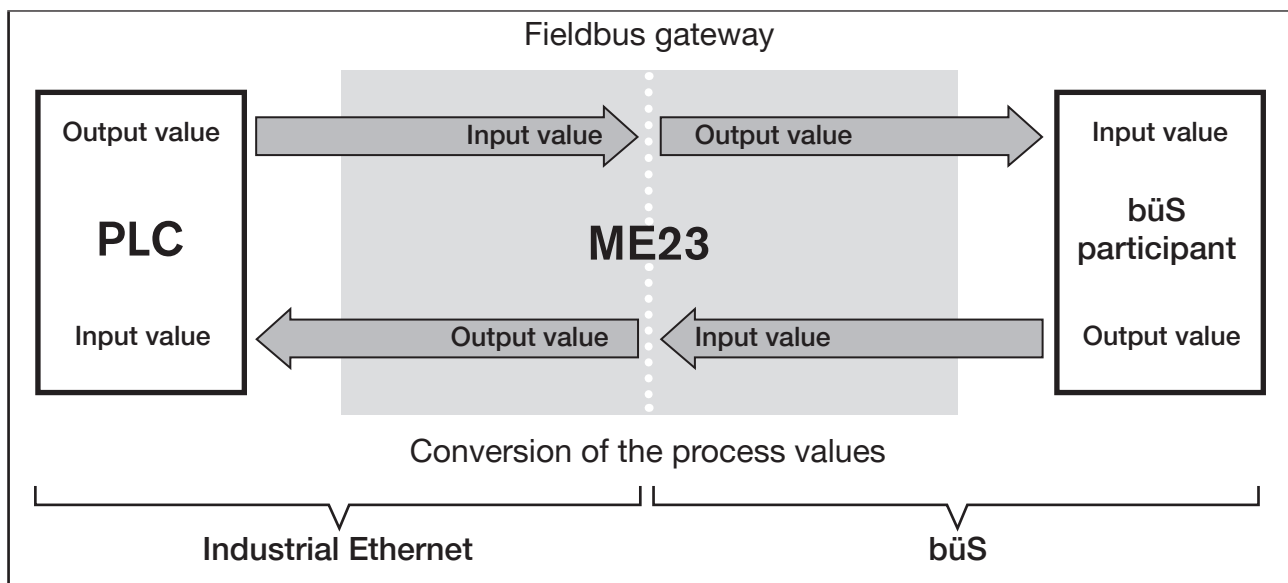 Fieldbus gateway
Output value
Input value
Output value
Input value
PLC
ME23
büS
participant
Input value
Output value
Input value
Output value
Conversion of the process values
Industrial Ethernet
büS